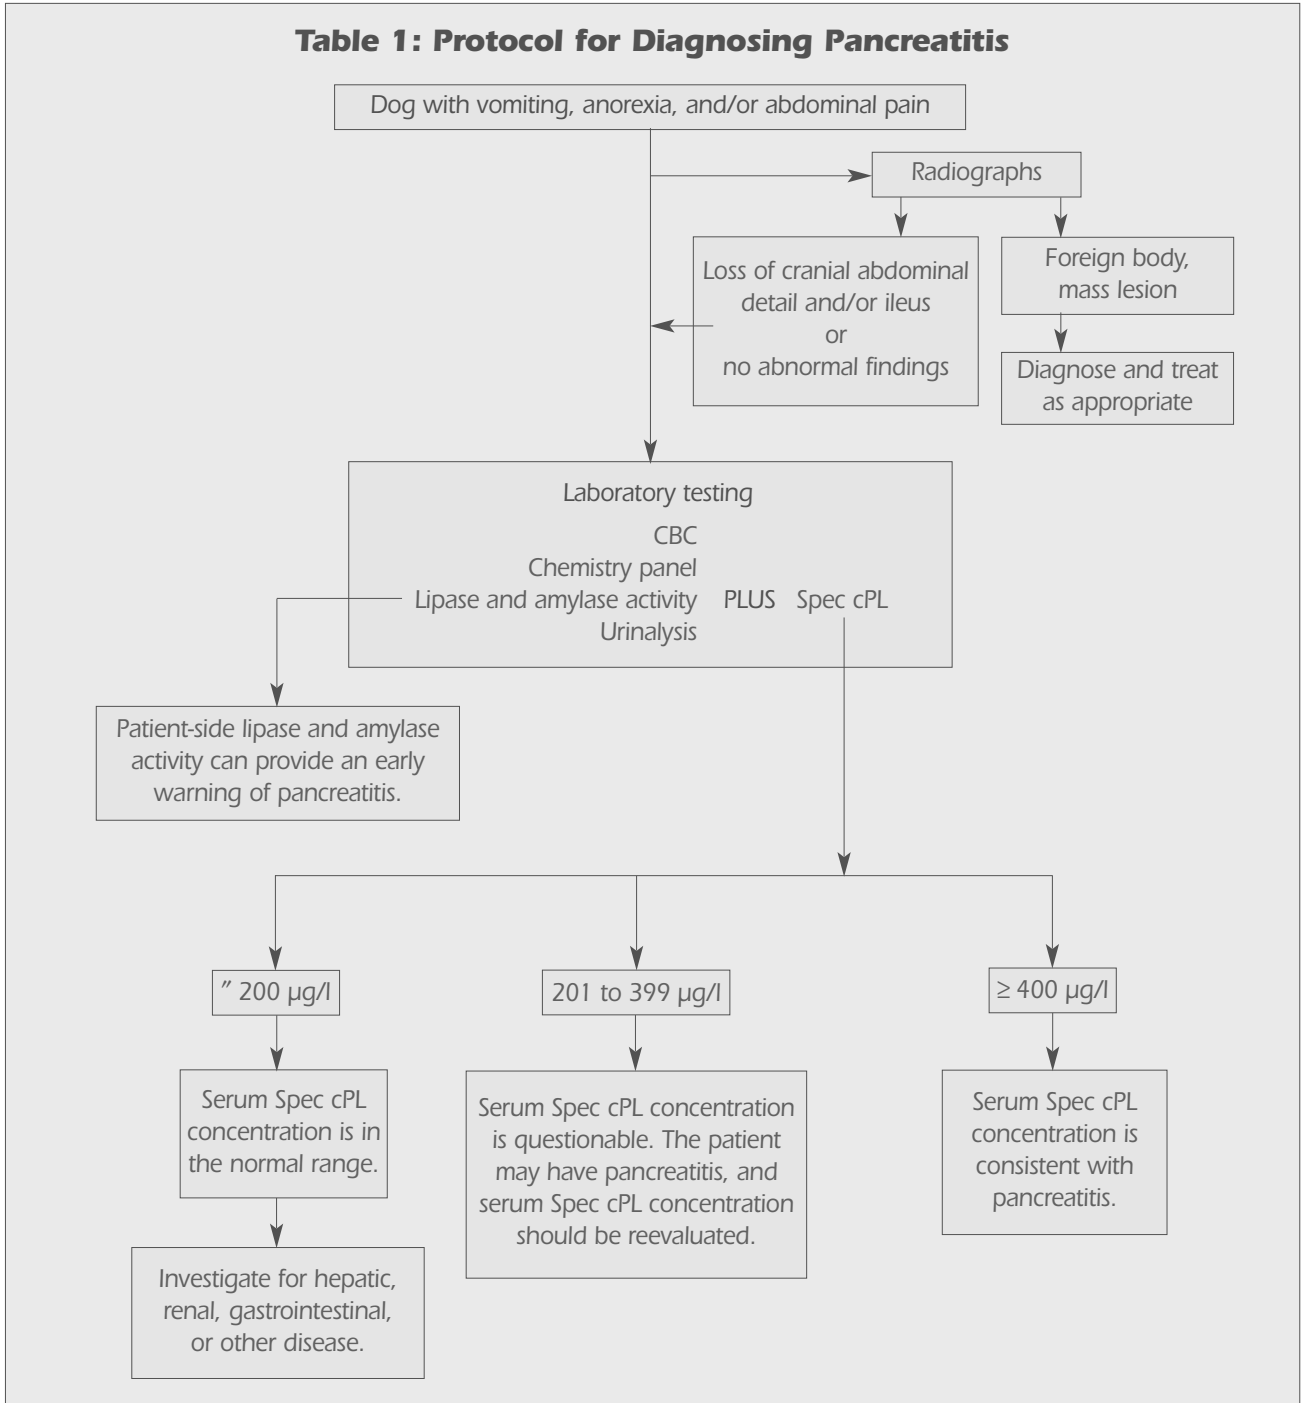 Table 1: Protocol for Diagnosing Pancreatitis
Dog with vomiting, anorexia, and/or abdominal pain
Radiographs
Loss of cranial abdominal
detail and/or ileus
or
no abnormal findings
Foreign body,
mass lesion
Diagnose and treat
as appropriate
Laboratory testing
CBC
Chemistry panel
Lipase and amylase activity PLUS Spec cPL
Urinalysis
Patient-side lipase and amylase
activity can provide an early
warning of pancreatitis.
″ 200 µg/l
201 to 399 µg/l
≥ 400 µg/l
Serum Spec cPL
concentration is in
the normal range.
Serum Spec cPL concentration
is questionable. The patient
may have pancreatitis, and
serum Spec cPL concentration
should be reevaluated.
Serum Spec cPL
concentration is
consistent with
pancreatitis.
Investigate for hepatic,
renal, gastrointestinal,
or other disease.